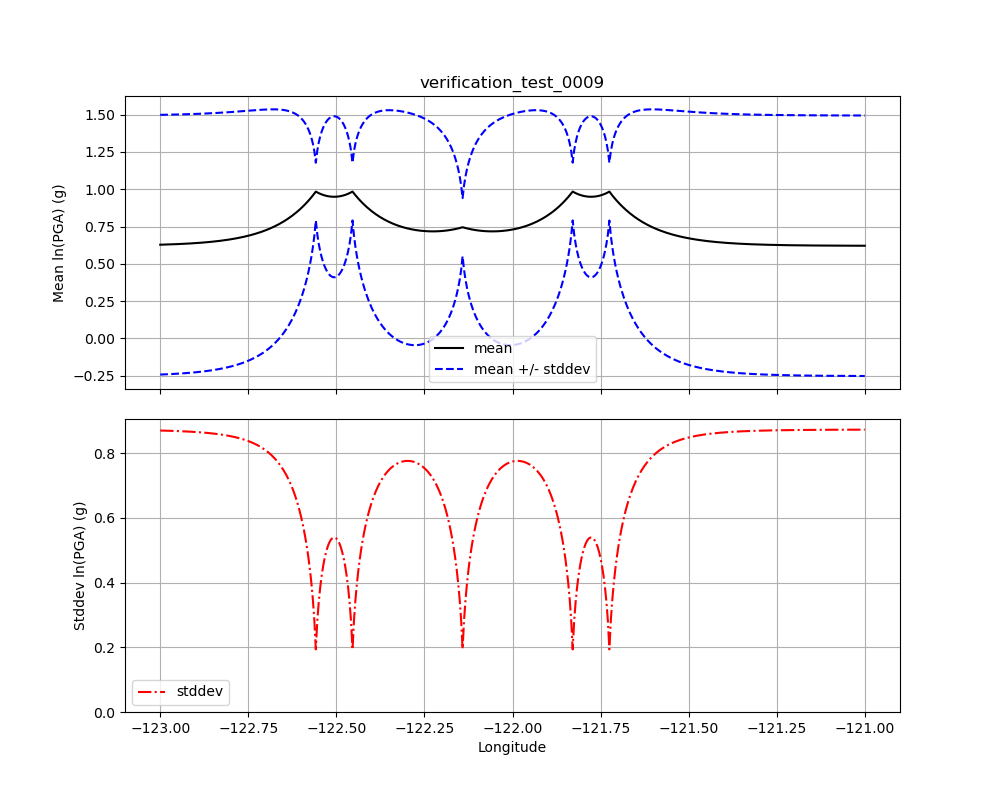 verification_test_0009
Mean ln(PGA) (g)
1.50
1.25
1.00
0.75
0.50
0.25
0.00
−0.25
mean
mean +/- stddev
Stddev ln(PGA) (g)
0.8
0.6
0.4
0.2
0.0
stddev
−123.00 −122.75 −122.50 −122.25 −122.00 −121.75 −121.50 −121.25 −121.00
Longitude